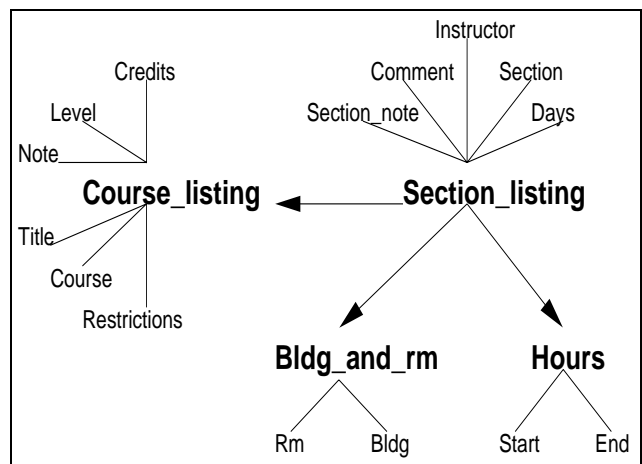 Instructor
Credits
Comment
Section
Level
Section_note
Days
Note
Course_listing
Section_listing
Title
Course
Restrictions
Bldg_and_rm
Hours
Rm
Bldg
Start
End